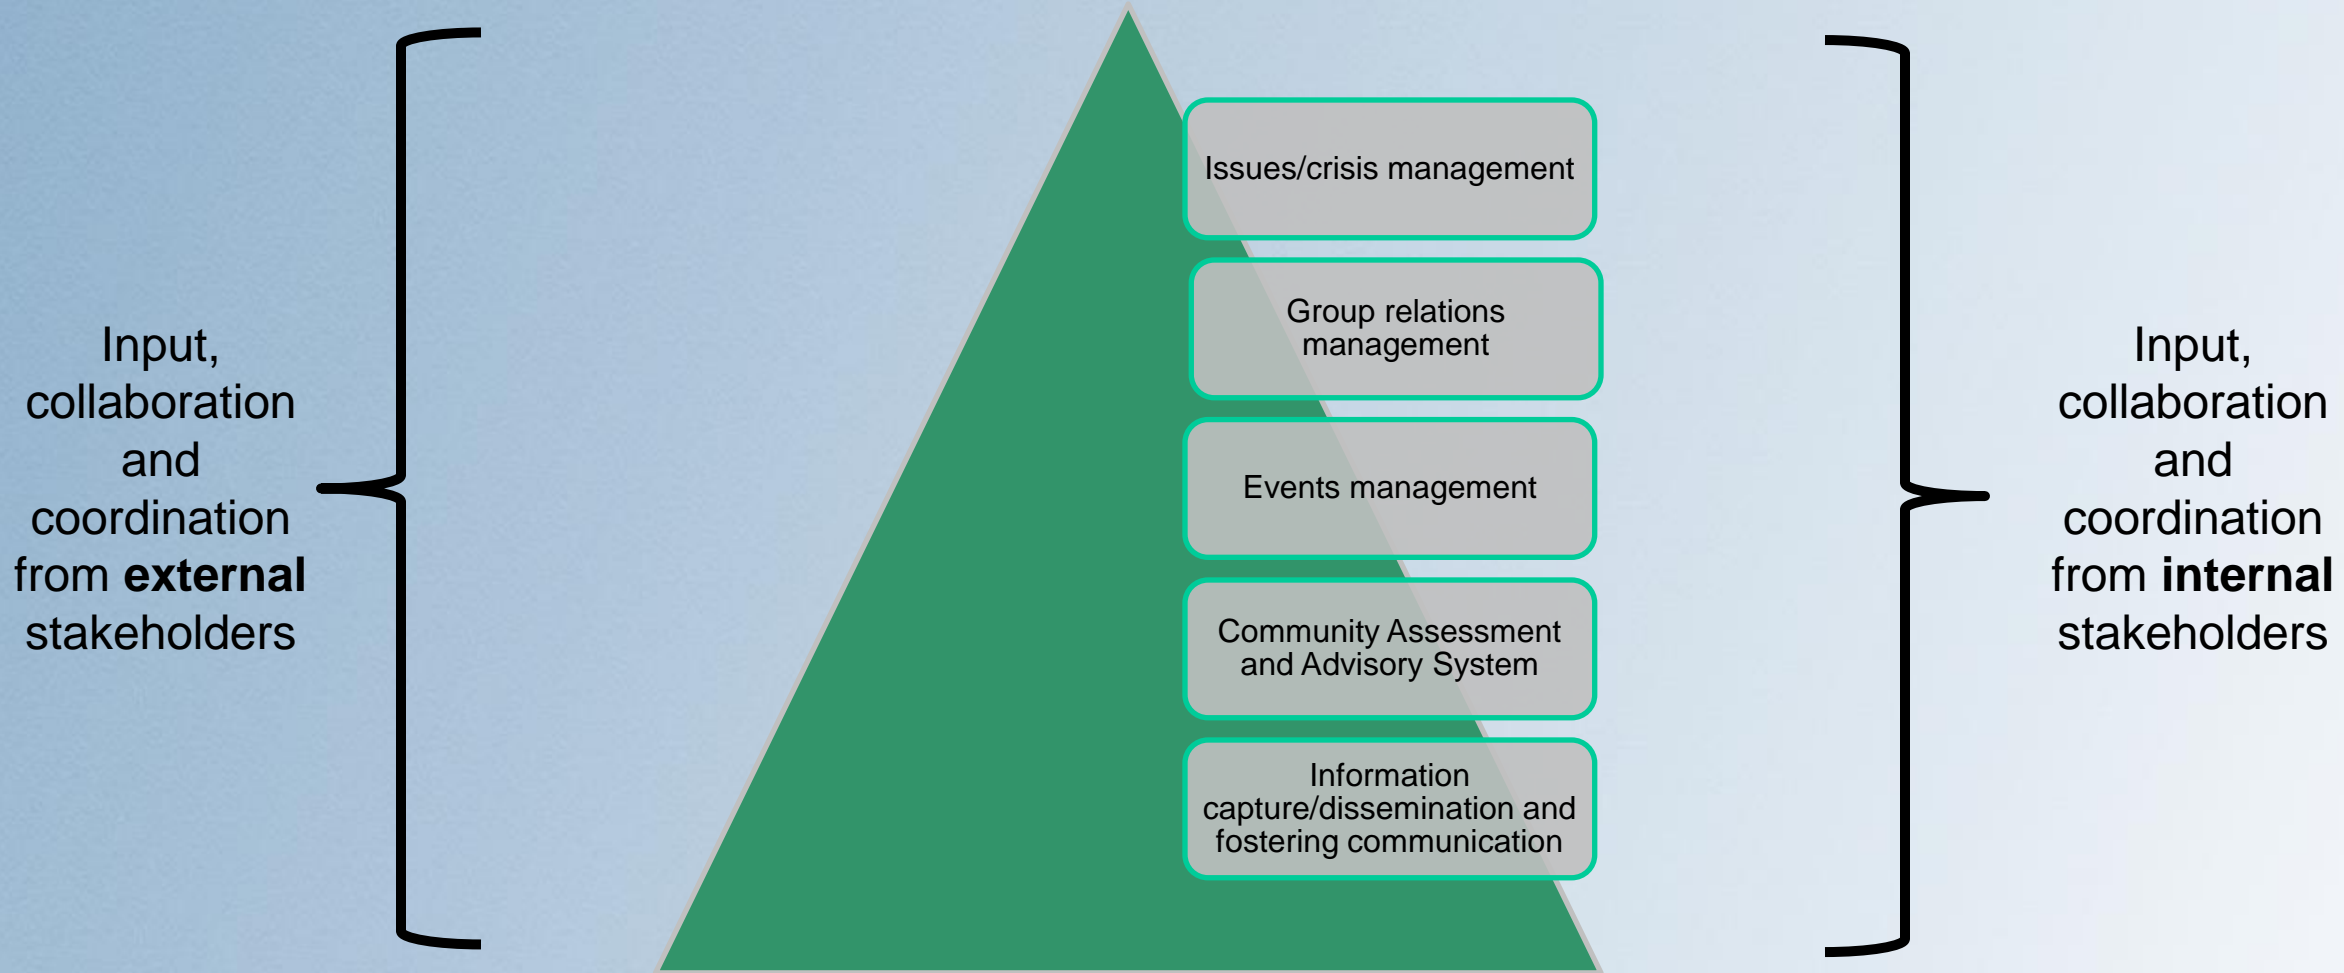 Input,
collaboration
and
coordination
from external
stakeholders
Issues/crisis management
Group relations
management
Events management
Community Assessment
and Advisory System
Information
capture/dissemination and
fostering communication
Input,
collaboration
and
coordination
from internal
stakeholders